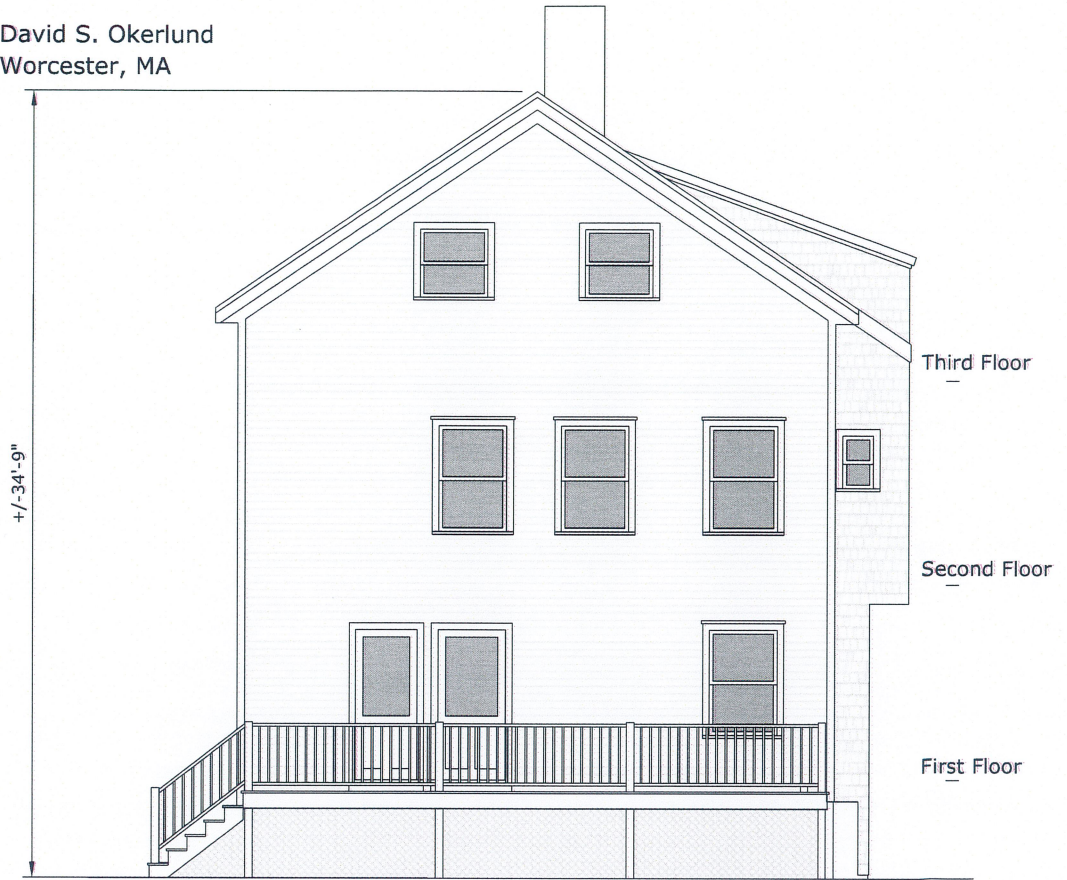 David S. Okerlund
Worcester, MA
+/-34'-9"
Third Floor
Second Floor
First Floor